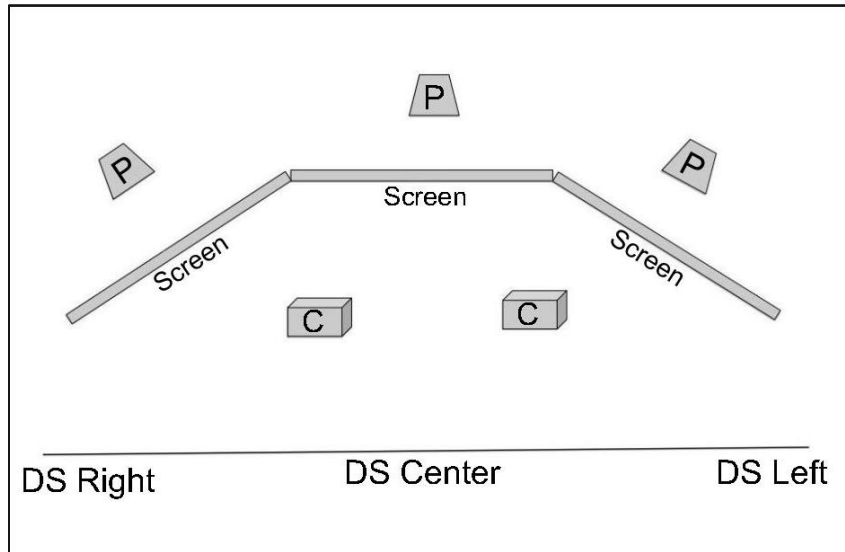 P
P
P
Screen
Screen
Screen
C
C
DS Right
DS Center
DS Left